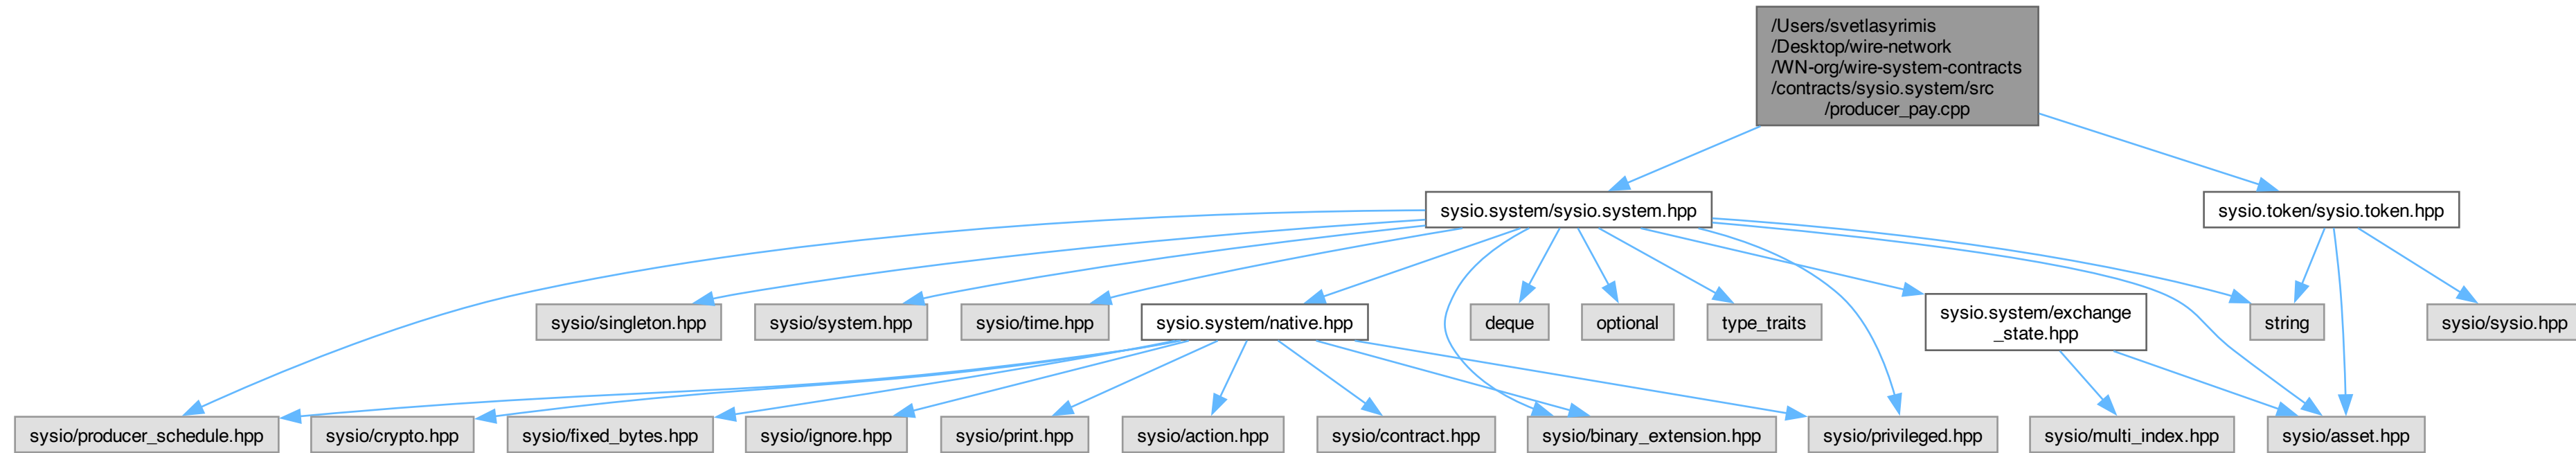 /Users/svetlasyrimis
/Desktop/wire-network
/WN-org/wire-system-contracts
/contracts/sysio.system/src
/producer_pay.cpp
sysio.system/sysio.system.hpp
sysio.token/sysio.token.hpp
sysio/singleton.hpp
sysio/system.hpp
sysio/time.hpp
sysio.system/native.hpp
deque
optional
type_traits
sysio.system/exchange
_state.hpp
string
sysio/sysio.hpp
sysio/producer_schedule.hpp
sysio/crypto.hpp
sysio/fixed_bytes.hpp
sysio/ignore.hpp
sysio/print.hpp
sysio/action.hpp
sysio/contract.hpp
sysio/binary_extension.hpp
sysio/privileged.hpp
sysio/multi_index.hpp
sysio/asset.hpp